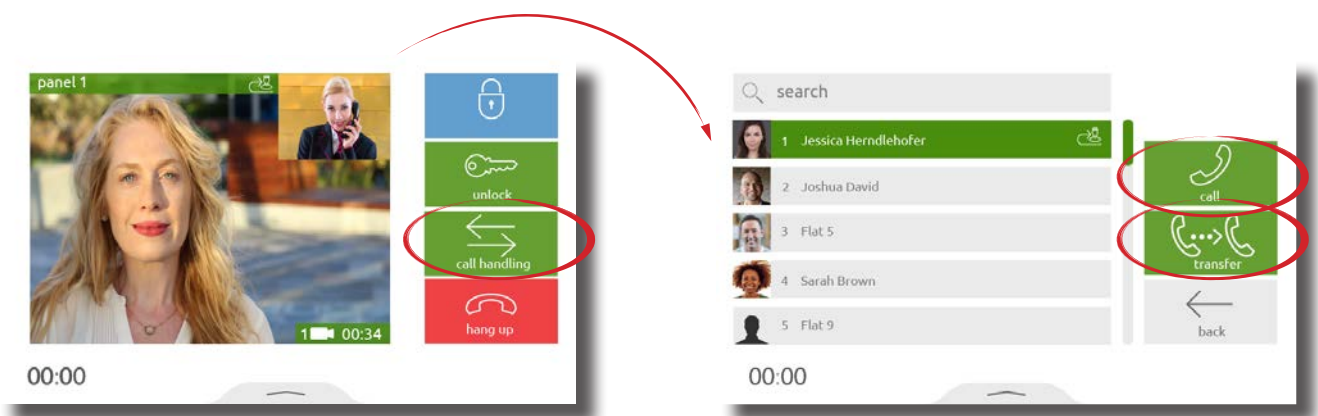 panel 1
unlock
call handling
hang up
1 00:34
00:00
search
1 Jessica Herndlehofer
2 Joshua David
3 Flat 5
4 Sarah Brown
5 Flat 9
call
transfer
back
00:00